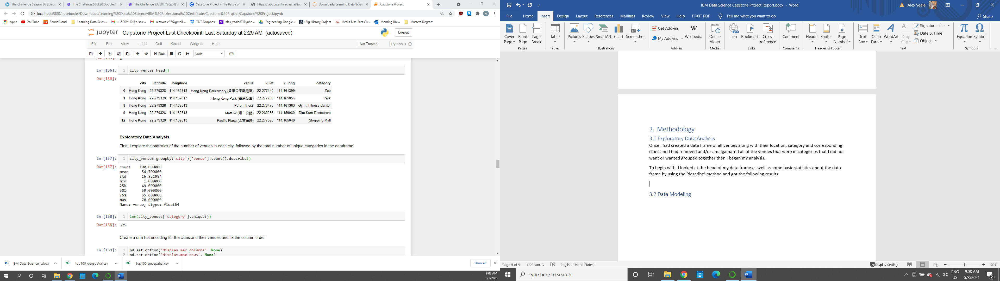 The Challenge Season 36 Episod
The.Challenge.S36E20.Double.Ag
The.Challenge.S33E04.720p.HEV
Capstone Project - The Battle of
https://labs.cognitiveclass.ai/too
Downloads/Learning Data Scien
Capstone Project
localhost:8888/notebooks/Downloads/Learning%20Data%20Science/IBM%20Professional%20Certificate/Capstone%20Project/Capstone%20Project.ipynb
Apps YouTube SoundCloud Learning Data Scien... u15009442@tuks.c... alexveale87@gmail.... TNT Dropbox alex_veale87@yaho... Engineering Google... Big History Project Media Bias-Fact Ch... Morning Brew Masters Degrees
jupyter Capstone Project Last Checkpoint: Last Saturday at 2:29 AM (autosaved) Logout
File Edit View Insert Cell Kernel Widgets Help Not Trusted Python 3
Run Code
In [156]: 1 city_venues.head()
Out[156]:
city latitude longitude venue v_lat v_long category
0 Hong Kong 22.279328 114.162813 Hong Kong Park Aviary (香港公園觀鳥園) 22.277140 114.161399 Zoo
1 Hong Kong 22.279328 114.162813 Hong Kong Park (香港公園) 22.277700 114.161854 Park
8 Hong Kong 22.279328 114.162813 Pure Fitness 22.278475 114.161363 Gym / Fitness Center
9 Hong Kong 22.279328 114.162813 Mott 32 (卅二公館) 22.280286 114.159080 Dim Sum Restaurant
12 Hong Kong 22.279328 114.162813 Pacific Place (太古廣場) 22.277696 114.165048 Shopping Mall
Exploratory Data Analysis
First, I explore the statistics of the number of venues in each city, followed by the total number of unique categories in the dataframe
In [157]: 1 city_venues.groupby('city')['venue'].count().describe()
Out[157]: count 100.000000
mean 54.700000
std 16.921984
min 1.000000
25% 49.000000
50% 59.000000
75% 65.000000
max 78.000000
Name: venue, dtype: float64
In [158]: 1 len(city_venues['category'].unique())
Out[158]: 325
Create a one-hot encoding for the cities and their venues and fix the column order
In [159]: 1 pd.set_option('display.max_columns', None)
2 pd.set_option('display.max_rows', None)
IBM Data Science....docx
top100_geospatial.csv
top100_geospatial.csv
Show all
9:08 AM
5/3/2021
IBM Data Science Capstone Project Report.docx - Word
Alex Veale
File Home Insert Design Layout References Mailings Review View Help FOXIT PDF Tell me what you want to do Share
Cover Page
Blank Page
Page Break
Pages
Table
Tables
Pictures Shapes SmartArt Chart Screenshot
Illustrations
Get Add-ins
My Add-ins
Wikipedia
Add-ins
Online Video
Media
Link Bookmark Cross-reference
Links
Comment
Comments
Header Footer Page Number
Header & Footer
Text Box
Quick Parts
WordArt
Drop Cap
Signature Line
Date & Time
Object
Text
Equation Symbol
Symbols
3. Methodology
3.1 Exploratory Data Analysis
Once I had created a data frame of all venues along with their location, category and corresponding
cities and I had removed and/or amalgamated all of the venues that were in categories that I did not
want or wanted grouped together then I began my analysis.
To begin with, I looked at the head of my data frame as well as some basic statistics about the data
frame by using the ‘describe’ method and got the following results:
3.2 Data Modeling
Page 5 of 9 1123 words English (United States) Display Settings 100%
Type here to search
ENG
US
9:08 AM
5/3/2021
2